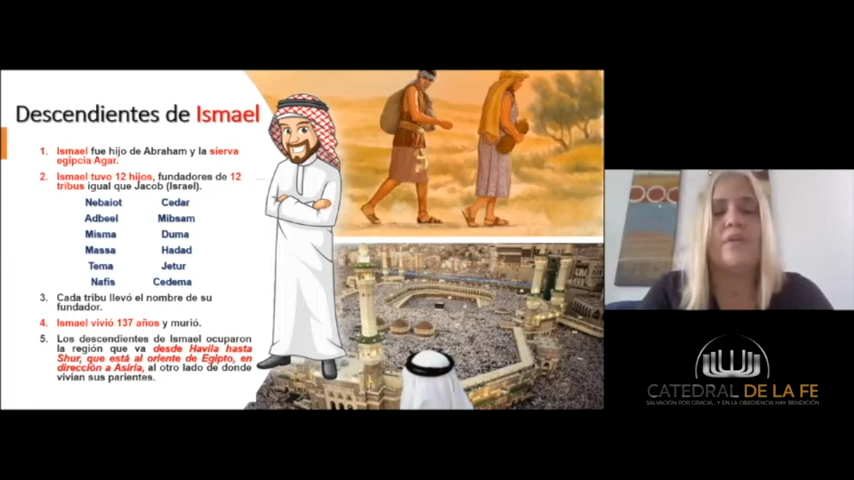 Descendientes de Ismael
1. Ismael fue hijo de Abraham y la sierva
egipcia Agar.
2. Ismael tuvo 12 hijos, fundadores de 12
tribus igual que Jacob (Israel).
Nebaiot Cedar
Adbeel Mibsam
Misma Duma
Massa Hadad
Tema Jetur
Nafis Cedema
3. Cada tribu llevó el nombre de su
fundador.
4. Ismael vivió 137 años y murió.
5. Los descendientes de Ismael ocuparon
la región que va desde Havila hasta
Shur, que está al oriente de Egipto, en
dirección a Asiria, al otro lado de donde
vivian sus parientes.
CATEDRAL DE LA FE
SALVACIÓN POR GRACIA, Y EN LA OBEDIENCIA HAY BENDICIÓN